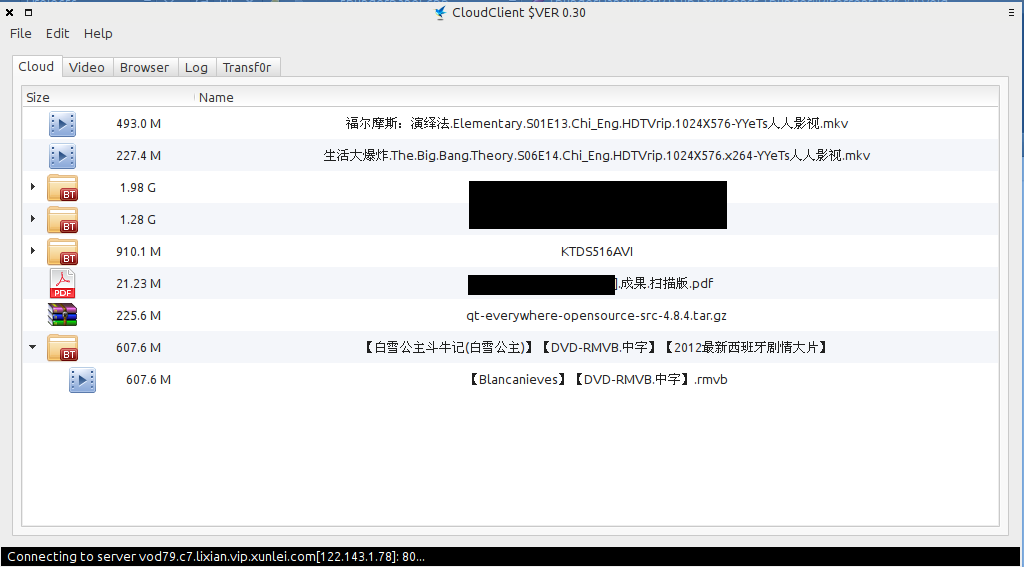 CloudClient $VER 0.30
File Edit Help
Cloud Video Browser Log Transf0r
Size Name
493.0 M 福尔摩斯：演绎法.Elementary.S01E13.Chi_Eng.HDTVrip.1024X576-YYeTs人人影视.mkv
227.4 M 生活大爆炸.The.Big.Bang.Theory.S06E14.Chi_Eng.HDTVrip.1024X576.x264-YYeTs人人影视.mkv
BT 1.98 G
BT 1.28 G
BT 910.1 M KTDS516AVI
PDF 21.23 M ].成果.扫描版.pdf
225.6 M qt-everywhere-opensource-src-4.8.4.tar.gz
BT 607.6 M 【白雪公主斗牛记(白雪公主)】【DVD-RMVB.中字】【2012最新西班牙剧情大片】
607.6 M 【Blancanieves】【DVD-RMVB.中字】.rmvb
Connecting to server vod79.c7.lixian.vip.xunlei.com[122.143.1.78]: 80...